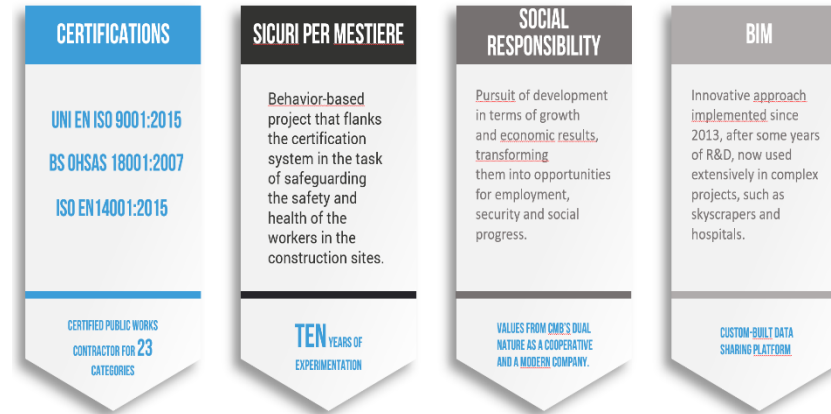 CERTIFICATIONS
UNI EN ISO 9001:2015
BS OHSAS 18001:2007
ISO EN14001:2015
CERTIFIED PUBLIC WORKS
CONTRACTOR FOR 23
CATEGORIES
SICURI PER MESTIERE
Behavior-based
project that flanks
the certification
system in the task
of safeguarding
the safety and
health of the
workers in the
construction sites.
TEN YEARS OF
EXPERIMENTATION
SOCIAL
RESPONSIBILITY
Pursuit of development
in terms of growth
and economic results,
transforming
them into opportunities
for employment,
security and social
progress.
VALUES FROM CMB'S DUAL
NATURE AS A COOPERATIVE
AND A MODERN COMPANY.
BIM
Innovative approach
implemented since
2013, after some years
of R&D, now used
extensively in complex
projects, such as
skyscrapers and
hospitals.
CUSTOM-BUILT DATA
SHARING PLATFORM